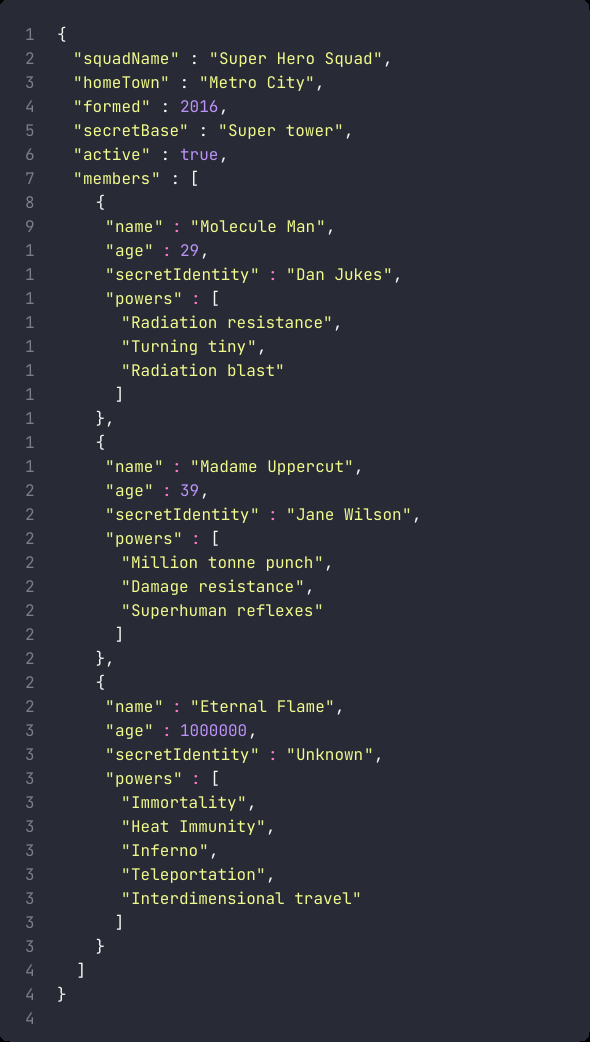 1 {
2 "squadName" : "Super Hero Squad",
3 "homeTown" : "Metro City",
4 "formed" : 2016,
5 "secretBase" : "Super tower",
6 "active" : true,
7 "members" : [
8 {
9 "name" : "Molecule Man",
1 "age" : 29,
1 "secretIdentity" : "Dan Jukes",
1 "powers" : [
1 "Radiation resistance",
1 "Turning tiny",
1 "Radiation blast"
1 ]
1 },
1 {
1 "name" : "Madame Uppercut",
2 "age" : 39,
2 "secretIdentity" : "Jane Wilson",
2 "powers" : [
2 "Million tonne punch",
2 "Damage resistance",
2 "Superhuman reflexes"
2 ]
2 },
2 {
2 "name" : "Eternal Flame",
3 "age" : 1000000,
3 "secretIdentity" : "Unknown",
3 "powers" : [
3 "Immortality",
3 "Heat Immunity",
3 "Inferno",
3 "Teleportation",
3 "Interdimensional travel"
3 ]
3 }
4 ]
4 }
4